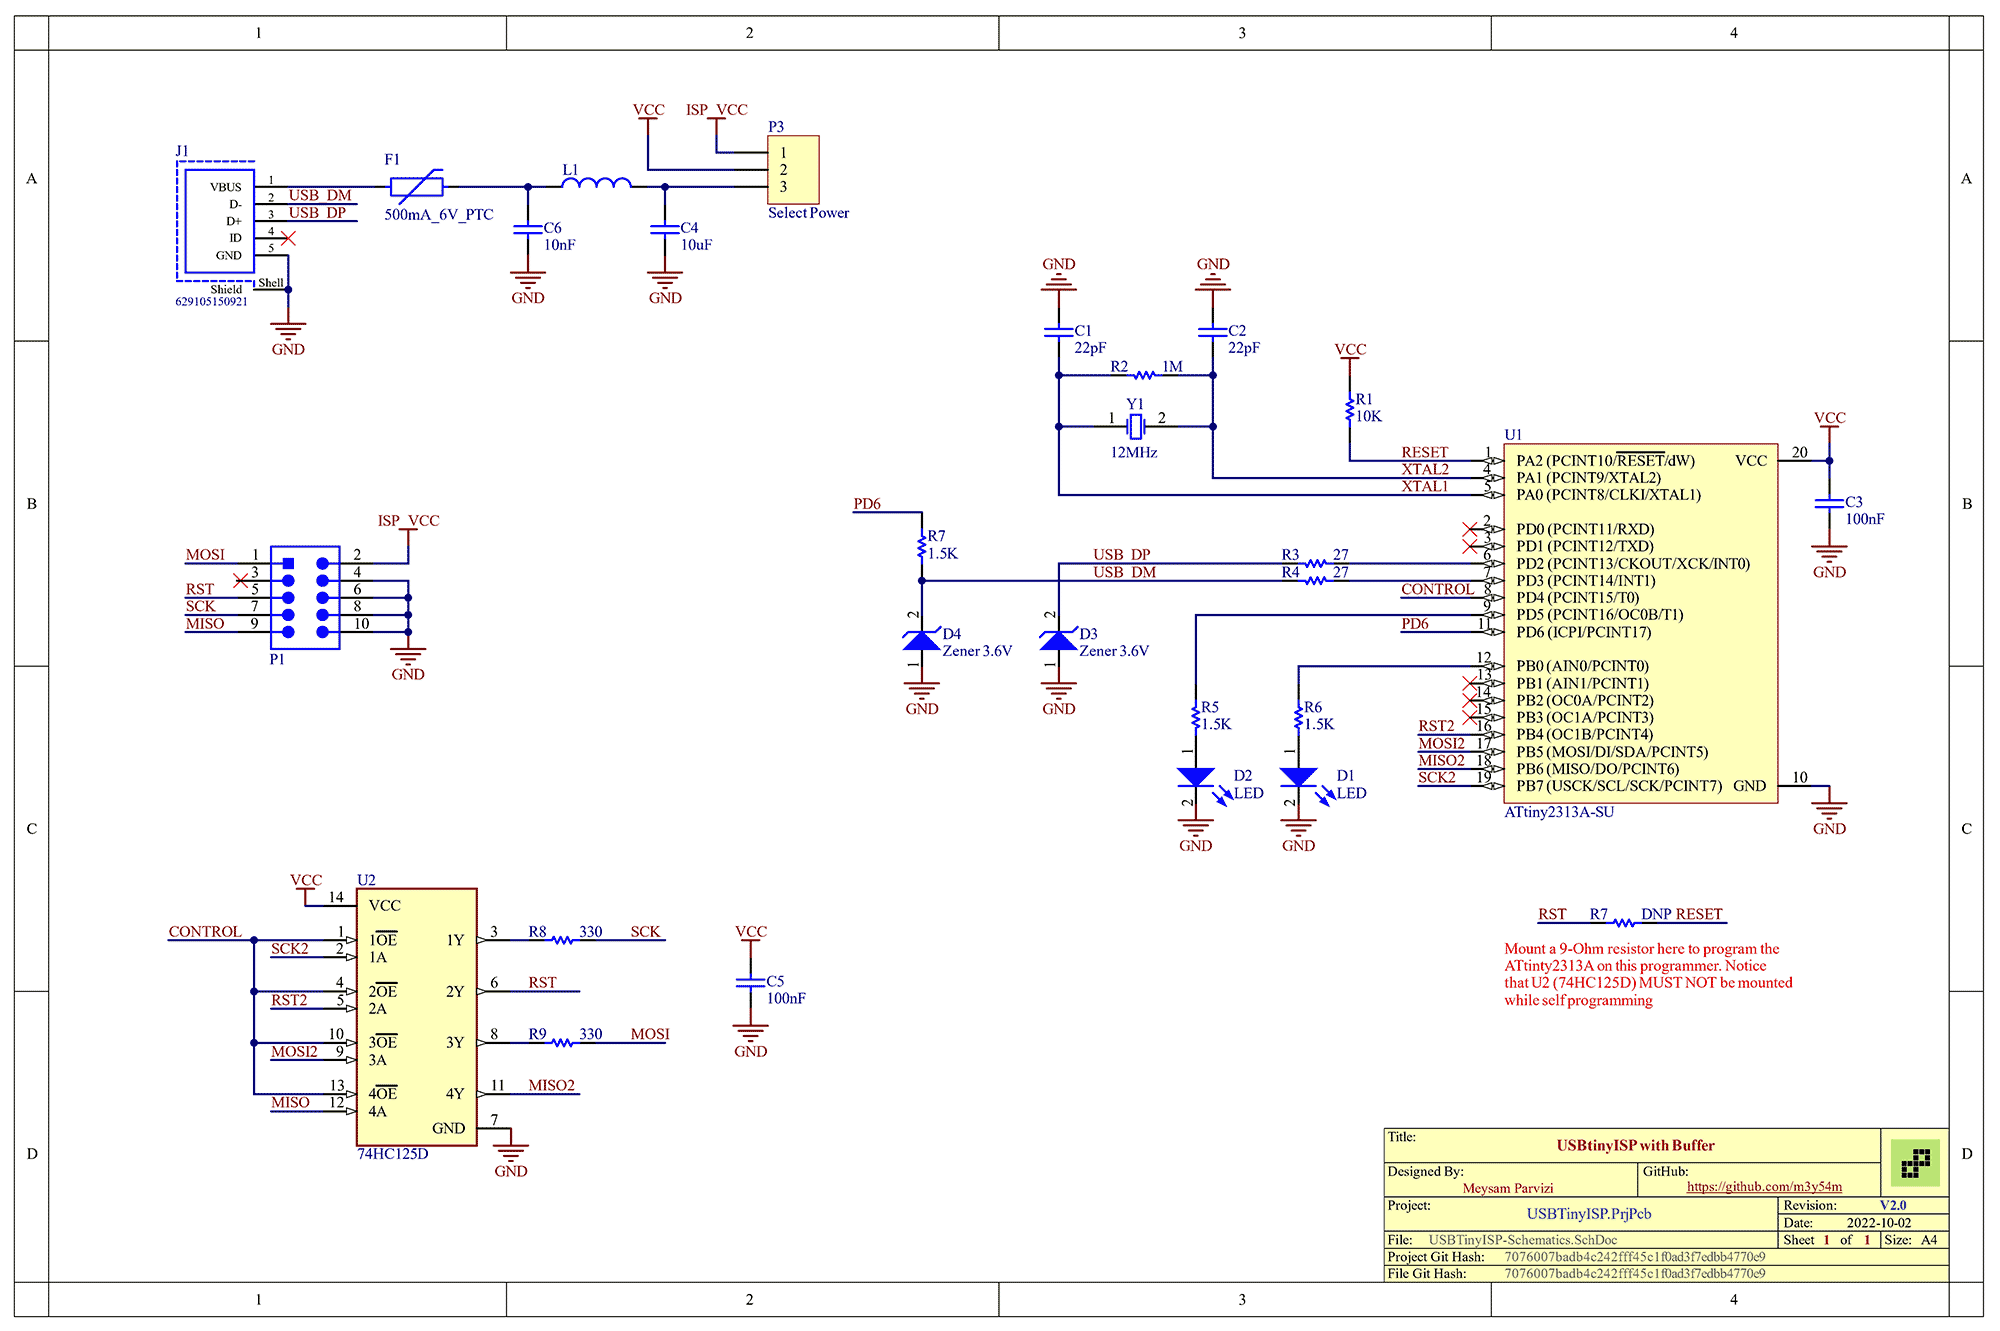 1 2 3 4
A A
B B
C C
D D
VCC ISP_VCC
P3
1
2
3
Select Power
J1
VBUS 1
D- 2 USB_DM
D+ 3 USB_DP
ID 4
GND 5
Shell
Shield
629105150921
GND
F1
500mA_6V_PTC
L1
C6
10nF
GND
C4
10uF
GND
GND GND
C1
22pF
C2
22pF
R2 1M
Y1
1 2
12MHz
VCC
R1
10K
ISP_VCC
MOSI 1 2
3 4
RST 5 6
SCK 7 8
MISO 9 10
P1
GND
PD6
R7
1.5K
USB_DP R3 27
USB_DM R4 27
2
D4
Zener 3.6V
1
GND
2
D3
Zener 3.6V
1
GND
R5
1.5K
1
D2
LED
2
GND
R6
1.5K
1
D1
LED
2
GND
U1
RESET 1 PA2 (PCINT10/RESET/dW)
XTAL2 4 PA1 (PCINT9/XTAL2)
XTAL1 5 PA0 (PCINT8/CLKI/XTAL1)
2 PD0 (PCINT11/RXD)
3 PD1 (PCINT12/TXD)
6 PD2 (PCINT13/CKOUT/XCK/INT0)
7 PD3 (PCINT14/INT1)
CONTROL 8 PD4 (PCINT15/T0)
9 PD5 (PCINT16/OC0B/T1)
PD6 11 PD6 (ICPI/PCINT17)
12 PB0 (AIN0/PCINT0)
13 PB1 (AIN1/PCINT1)
14 PB2 (OC0A/PCINT2)
15 PB3 (OC1A/PCINT3)
RST2 16 PB4 (OC1B/PCINT4)
MOSI2 17 PB5 (MOSI/DI/SDA/PCINT5)
MISO2 18 PB6 (MISO/DO/PCINT6)
SCK2 19 PB7 (USCK/SCL/SCK/PCINT7)
VCC 20
GND 10
ATtiny2313A-SU
VCC
C3
100nF
GND
GND
VCC
U2
14 VCC
CONTROL 1 1OE
SCK2 2 1A
4 2OE
RST2 5 2A
10 3OE
MOSI2 9 3A
13 4OE
MISO 12 4A
1Y 3 R8 330 SCK
2Y 6 RST
3Y 8 R9 330 MOSI
4Y 11 MISO2
GND 7
74HC125D
GND
VCC
C5
100nF
GND
RST R7 DNP RESET
Mount a 9-Ohm resistor here to program the
ATtinty2313A on this programmer. Notice
that U2 (74HC125D) MUST NOT be mounted
while self programming
Title:
USBtinyISP with Buffer
Designed By:
Meysam Parvizi
GitHub:
https://github.com/m3y54m
Project:
USBTinyISP.PrjPcb
Revision: V2.0
Date: 2022-10-02
File: USBTinyISP-Schematics.SchDoc
Sheet 1 of 1 Size: A4
Project Git Hash: 7076007badb4c242fff45c1f0ad3f7edbb4770e9
File Git Hash: 7076007badb4c242fff45c1f0ad3f7edbb4770e9
1 2 3 4